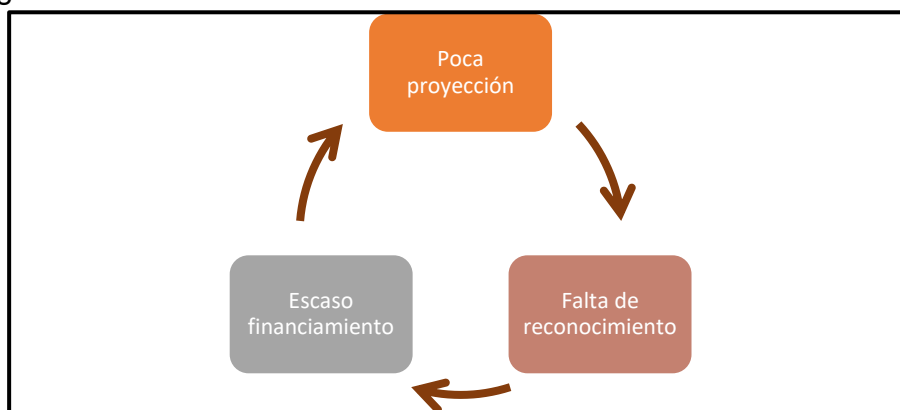 Poca
proyección
Falta de
reconocimiento
Escaso
financiamiento